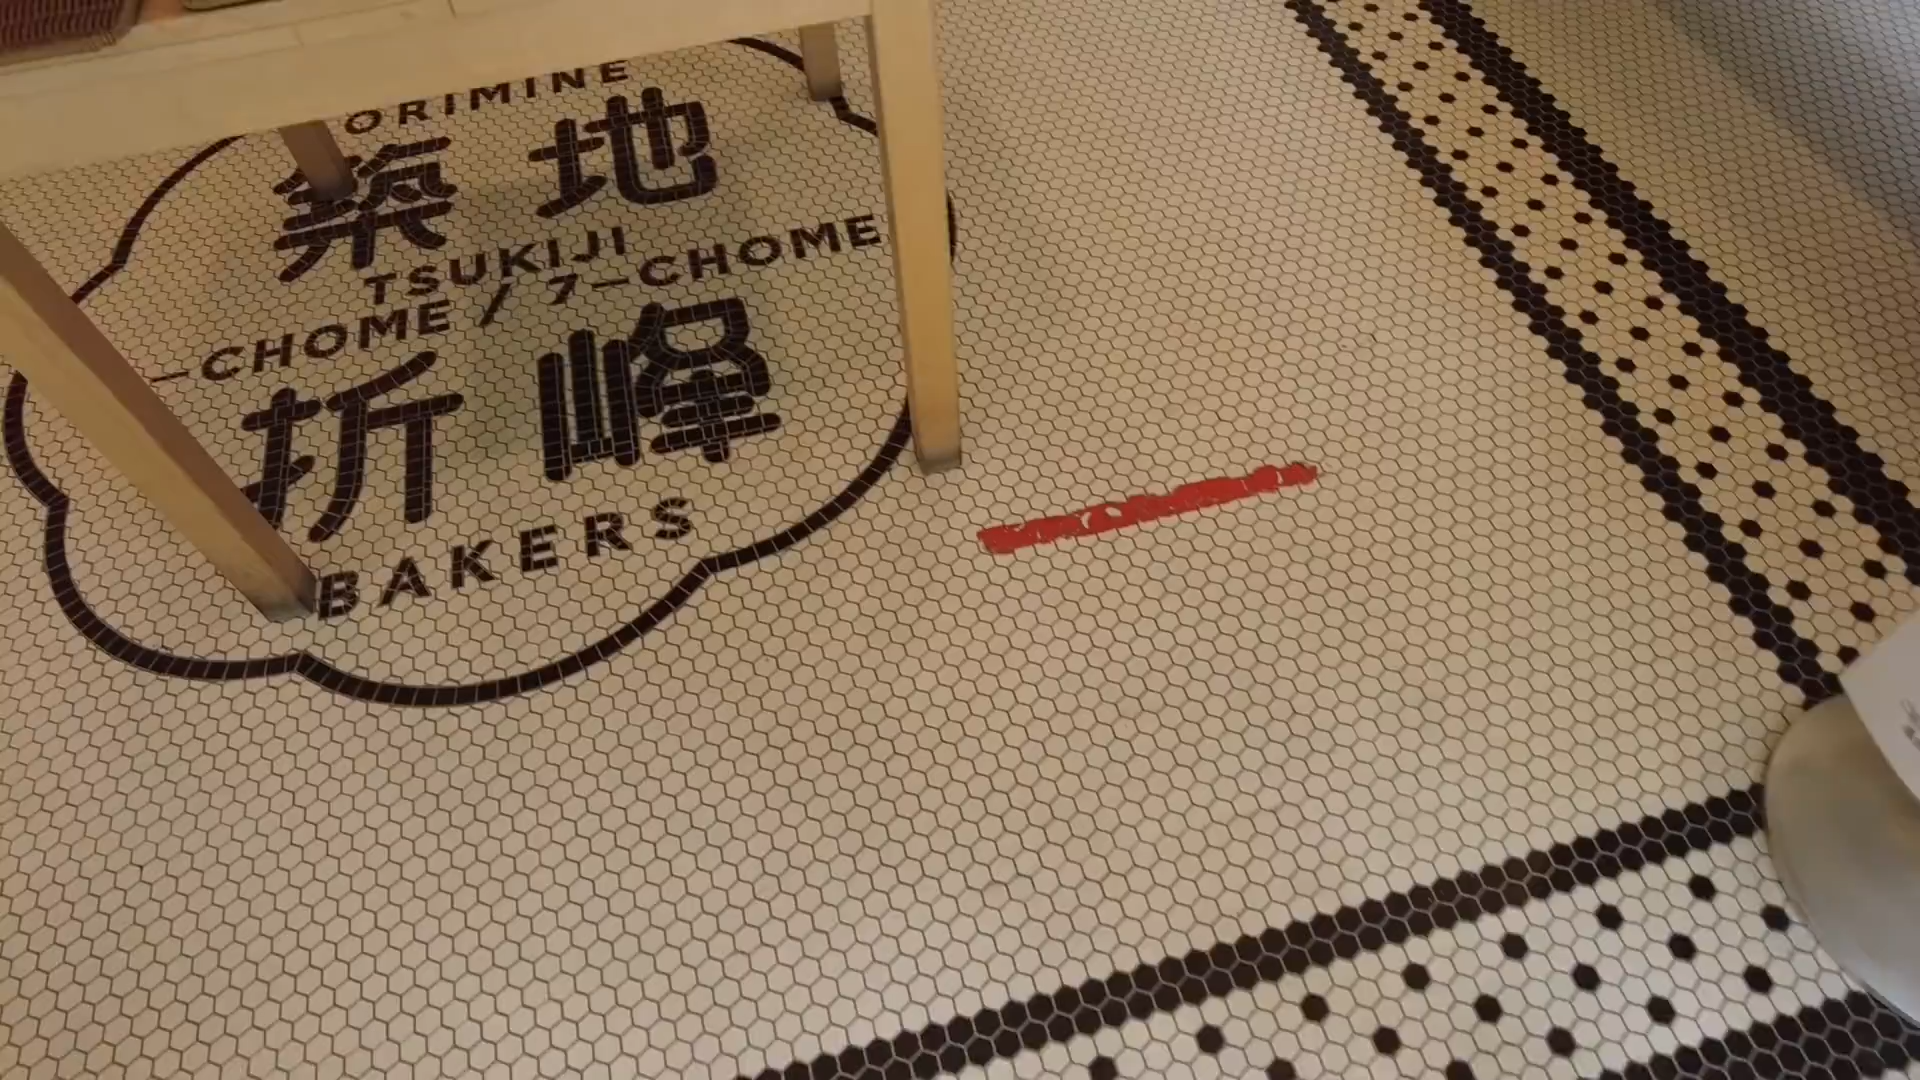 ORIMINE
築地
TSUKIJI
-CHOME / 7-CHOME
折峰
BAKERS